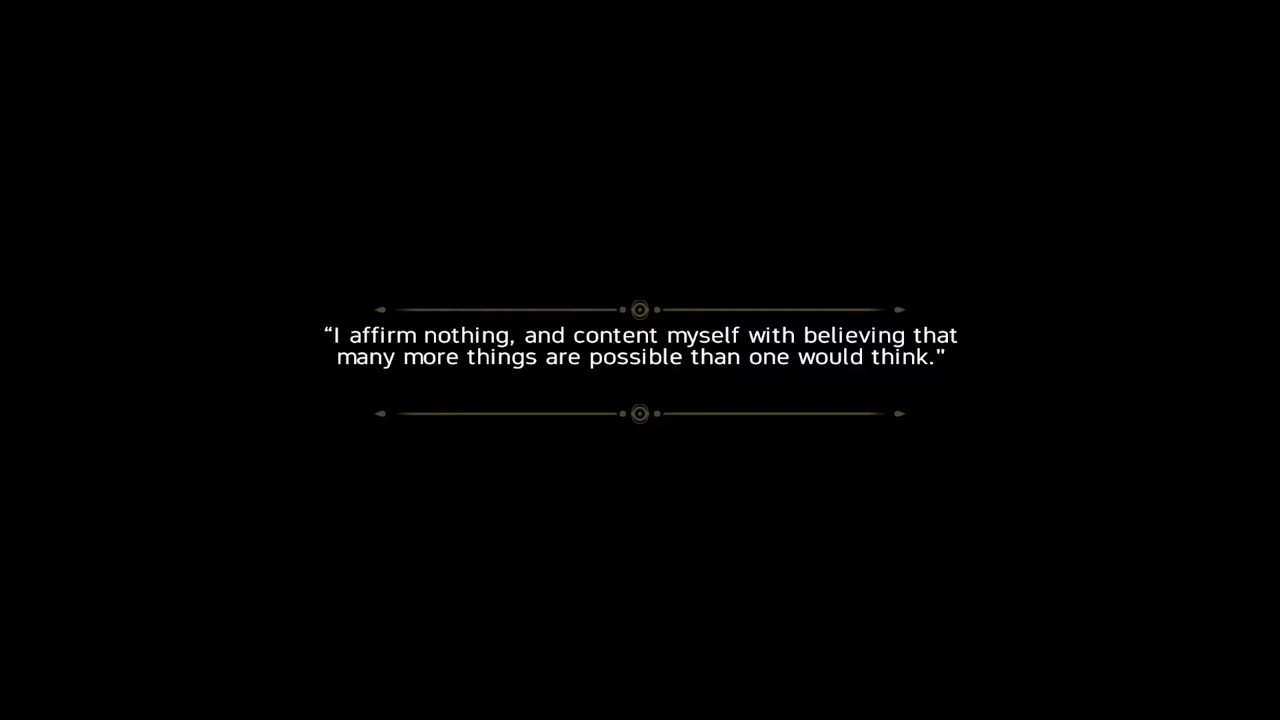 “I affirm nothing, and content myself with believing that
many more things are possible than one would think.”